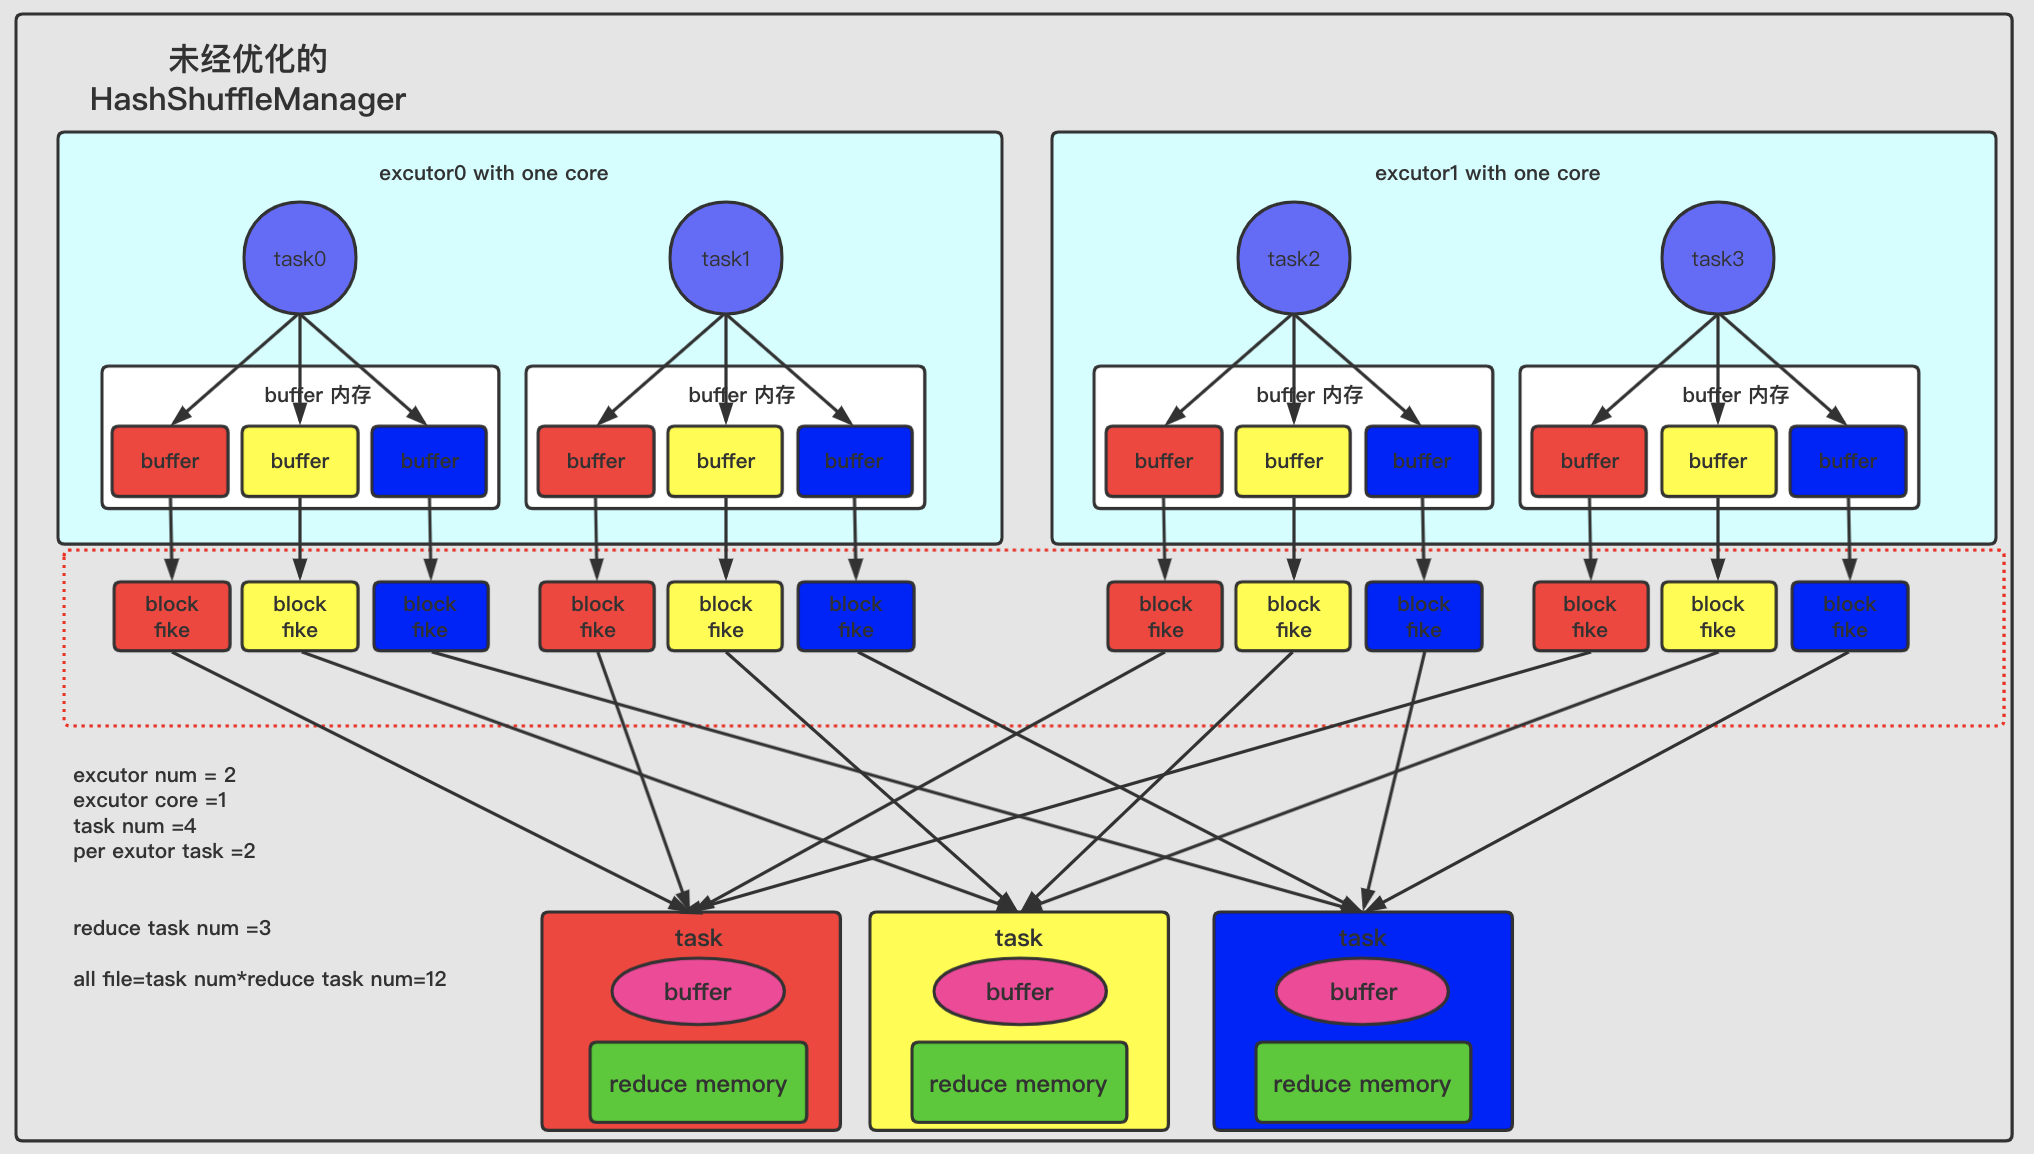 未经优化的
HashShuffleManager
excutor0 with one core
excutor1 with one core
task0
task1
task2
task3
buffer 内存
buffer 内存
buffer 内存
buffer 内存
buffer
buffer
buffer
buffer
buffer
buffer
buffer
buffer
buffer
buffer
buffer
buffer
block
fike
block
fike
block
fike
block
fike
block
fike
block
fike
block
fike
block
fike
block
fike
block
fike
block
fike
block
fike
excutor num = 2
excutor core =1
task num =4
per exutor task =2
reduce task num =3
all file=task num*reduce task num=12
task
buffer
reduce memory
task
buffer
reduce memory
task
buffer
reduce memory